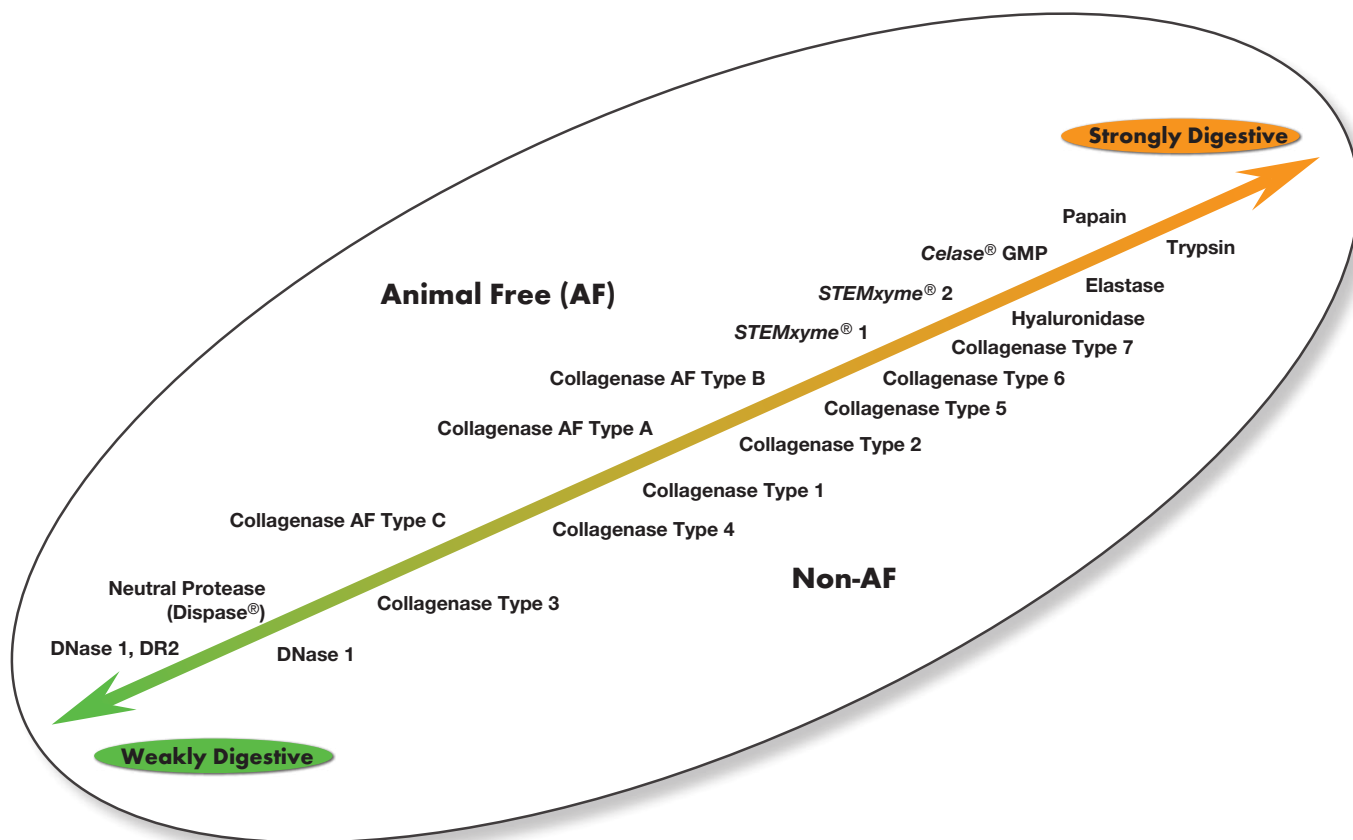 Strongly Digestive
Papain
Trypsin
Celase® GMP
Elastase
Animal Free (AF)
STEMxyme® 2
Hyaluronidase
STEMxyme® 1
Collagenase Type 7
Collagenase AF Type B
Collagenase Type 6
Collagenase Type 5
Collagenase AF Type A
Collagenase Type 2
Collagenase Type 1
Collagenase AF Type C
Collagenase Type 4
Non-AF
Neutral Protease
(Dispase®)
Collagenase Type 3
DNase 1, DR2
DNase 1
Weakly Digestive